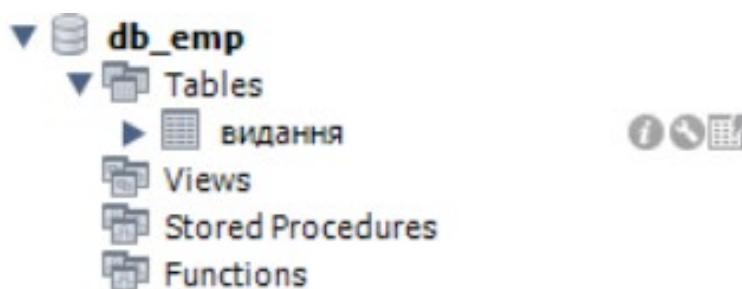 db_emp
Tables
видання
Views
Stored Procedures
Functions